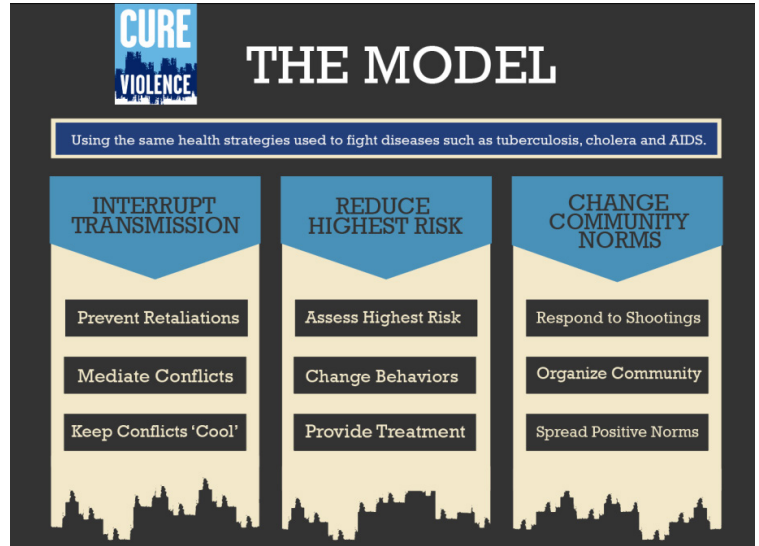 CURE
VIOLENCE
THE MODEL
Using the same health strategies used to fight diseases such as tuberculosis, cholera and AIDS.
INTERRUPT
TRANSMISSION
Prevent Retaliations
Mediate Conflicts
Keep Conflicts ‘Cool’
REDUCE
HIGHEST RISK
Assess Highest Risk
Change Behaviors
Provide Treatment
CHANGE
COMMUNITY
NORMS
Respond to Shootings
Organize Community
Spread Positive Norms